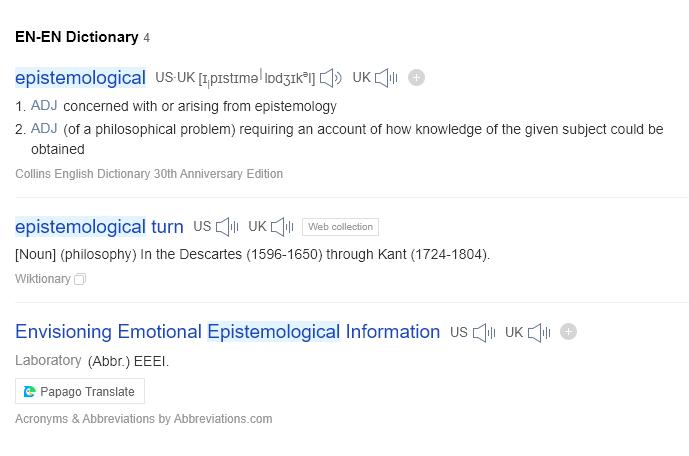 EN-EN Dictionary 4
epistemological US·UK [ɪˌpɪstɪməˈlɒdʒɪkᵊl] UK
1. ADJ concerned with or arising from epistemology
2. ADJ (of a philosophical problem) requiring an account of how knowledge of the given subject could be
obtained
Collins English Dictionary 30th Anniversary Edition
epistemological turn US UK Web collection
[Noun] (philosophy) In the Descartes (1596-1650) through Kant (1724-1804).
Wiktionary
Envisioning Emotional Epistemological Information US UK
Laboratory (Abbr.) EEEI.
Papago Translate
Acronyms & Abbreviations by Abbreviations.com